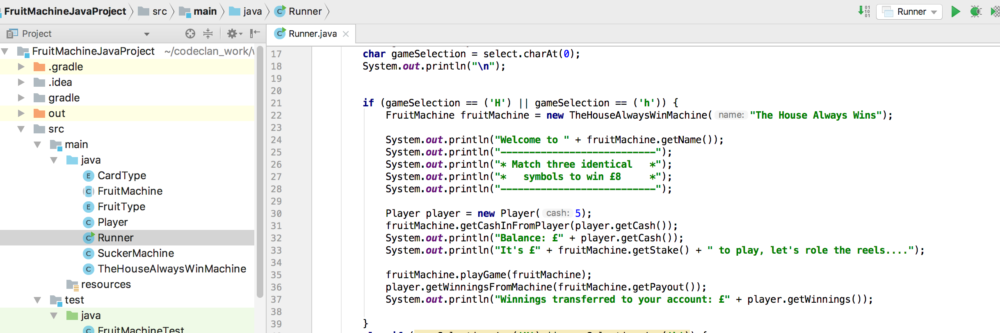 FruitMachineJavaProject src main java Runner
01
10
01
Runner
Project
FruitMachineJavaProject ~/codeclan_work/
.gradle
.idea
gradle
out
src
main
java
E CardType
C FruitMachine
E FruitType
C Player
C Runner
C SuckerMachine
C TheHouseAlwaysWinMachine
resources
test
java
C FruitMachineTest
C Runner.java
17 char gameSelection = select.charAt(0);
18 System.out.println("\n");
19
20
21 if (gameSelection == ('H') || gameSelection == ('h')) {
22 FruitMachine fruitMachine = new TheHouseAlwaysWinMachine( name: "The House Always Wins");
23
24 System.out.println("Welcome to " + fruitMachine.getName());
25 System.out.println("---------------------------");
26 System.out.println("* Match three identical   *");
27 System.out.println("*   symbols to win £8     *");
28 System.out.println("---------------------------");
29
30 Player player = new Player( cash: 5);
31 fruitMachine.getCashInFromPlayer(player.getCash());
32 System.out.println("Balance: £" + player.getCash());
33 System.out.println("It's £" + fruitMachine.getStake() + " to play, let's role the reels....");
34
35 fruitMachine.playGame(fruitMachine);
36 player.getWinningsFromMachine(fruitMachine.getPayout());
37 System.out.println("Winnings transferred to your account: £" + player.getWinnings());
38
39 }